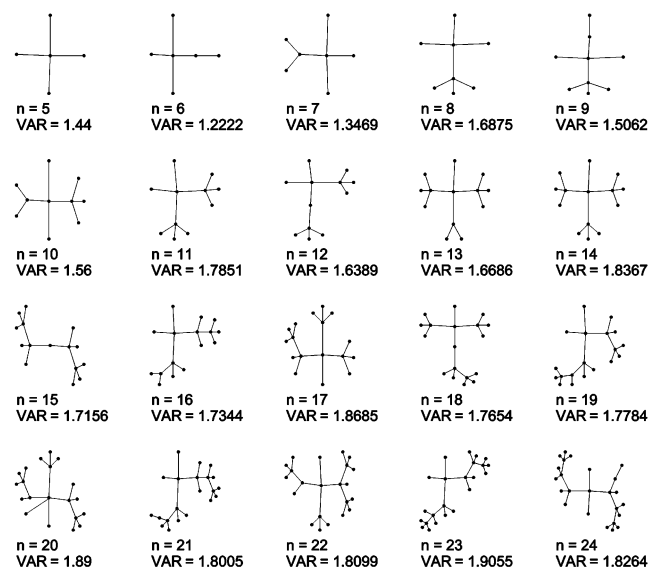 n = 5
VAR = 1.44
n = 6
VAR = 1.2222
n = 7
VAR = 1.3469
n = 8
VAR = 1.6875
n = 9
VAR = 1.5062
n = 10
VAR = 1.56
n = 11
VAR = 1.7851
n = 12
VAR = 1.6389
n = 13
VAR = 1.6686
n = 14
VAR = 1.8367
n = 15
VAR = 1.7156
n = 16
VAR = 1.7344
n = 17
VAR = 1.8685
n = 18
VAR = 1.7654
n = 19
VAR = 1.7784
n = 20
VAR = 1.89
n = 21
VAR = 1.8005
n = 22
VAR = 1.8099
n = 23
VAR = 1.9055
n = 24
VAR = 1.8264